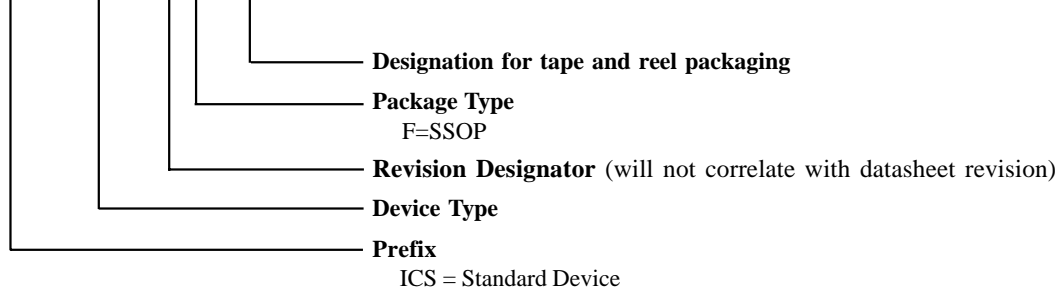 Designation for tape and reel packaging
Package Type
F=SSOP
Revision Designator (will not correlate with datasheet revision)
Device Type
Prefix
ICS = Standard Device